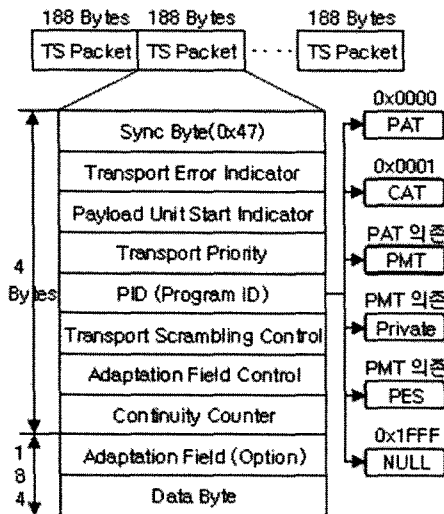 188 Bytes 188 Bytes 188 Bytes
TS Packet TS Packet TS Packet
4 Bytes
Sync Byte(0x47)
Transport Error Indicator
Payload Unit Start Indicator
Transport Priority
PID (Program ID)
Transport Scrambling Control
Adaptation Field Control
Continuity Counter
184
Adaptation Field (Option)
Data Byte
0x0000
PAT
0x0001
CAT
PAT 의존
PMT
PMT 의존
Private
PMT 의존
PES
0x1FFF
NULL